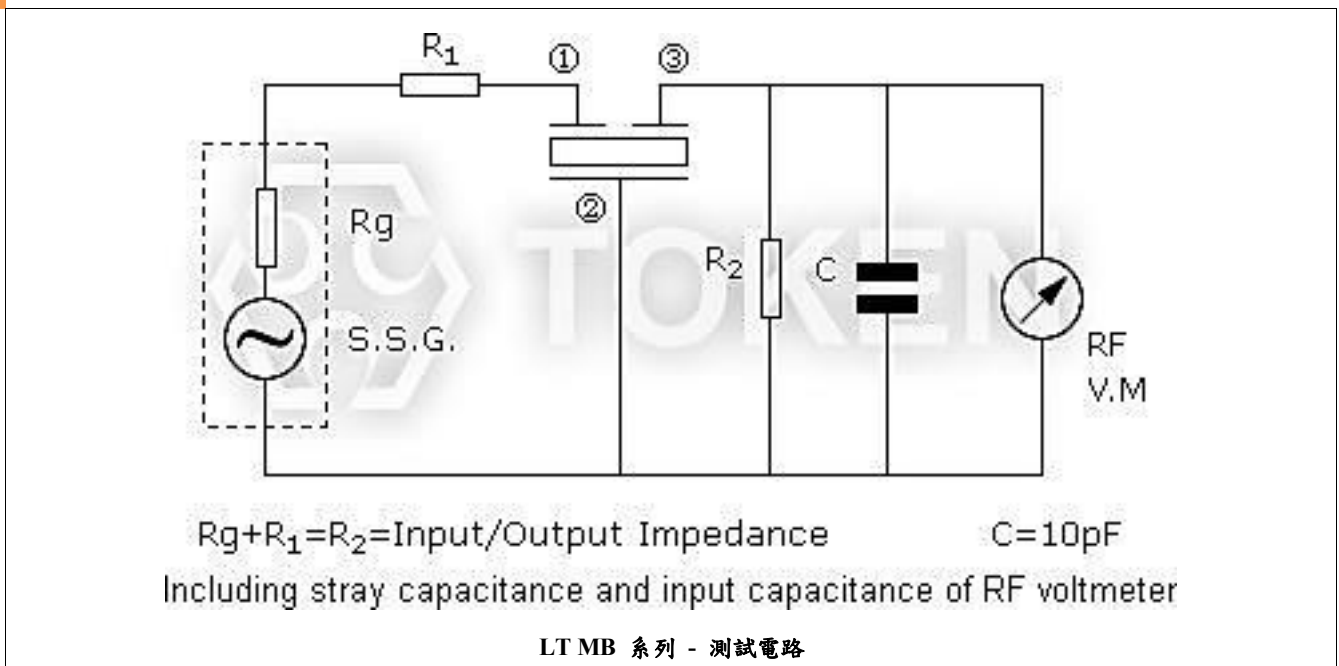 R₁
①
③
②
Rg
S.S.G.
TOKEN
R₂
C
RF
V.M
Rg+R₁=R₂=Input/Output Impedance C=10pF
Including stray capacitance and input capacitance of RF voltmeter
LT MB 系列 - 測試電路